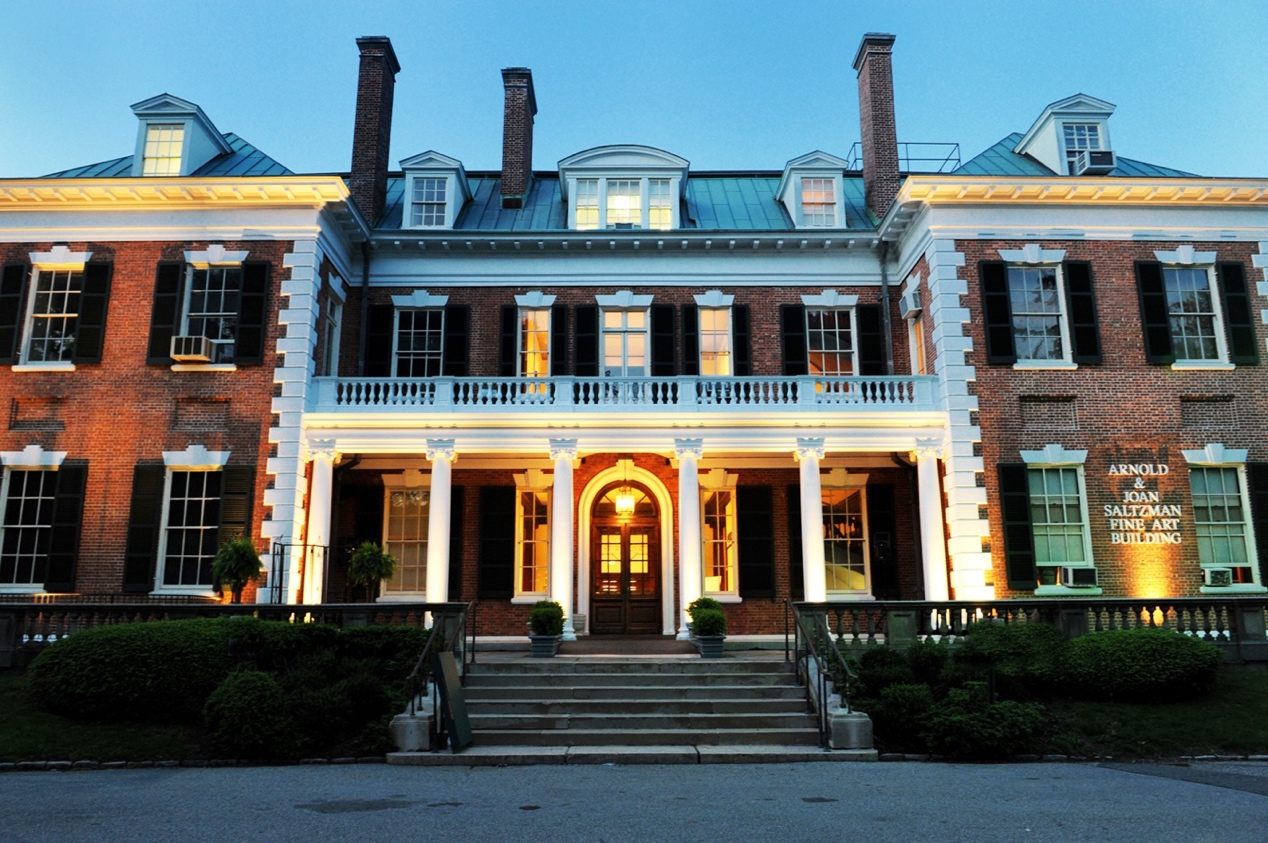 ARNOLD
&
JOAN
SALTZMAN
FINE ART
BUILDING